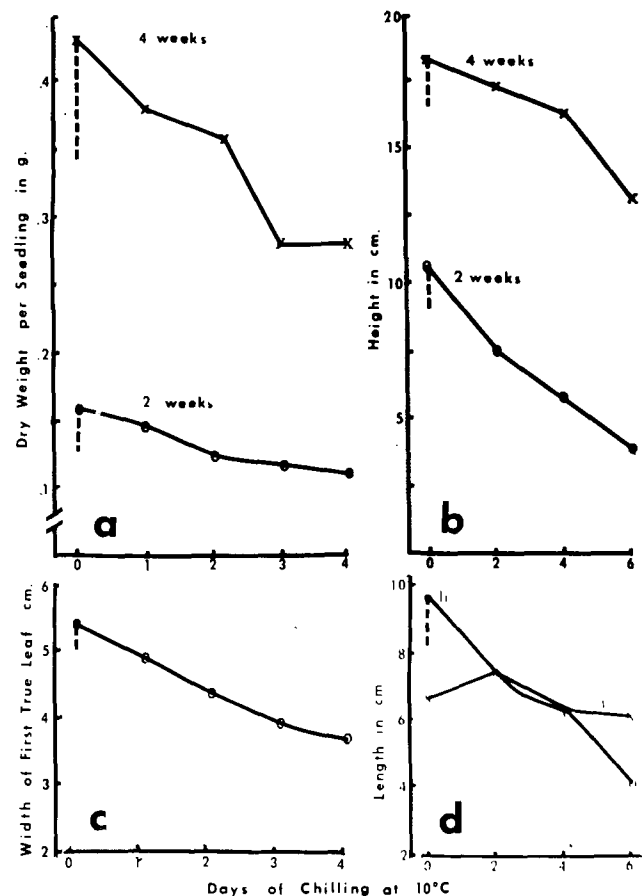 4 weeks
.4
.3
.2
.1
Dry Weight per Seedling in g.
2 weeks
a
0 1 2 3 4
20
15
10
5
Height in cm.
4 weeks
2 weeks
b
0 2 4 6
6
5
4
3
2
Width of First True Leaf cm.
c
0 1 2 3 4
10
8
6
4
2
Length in cm
d
0 2 4 6
Days of Chilling at 10°C